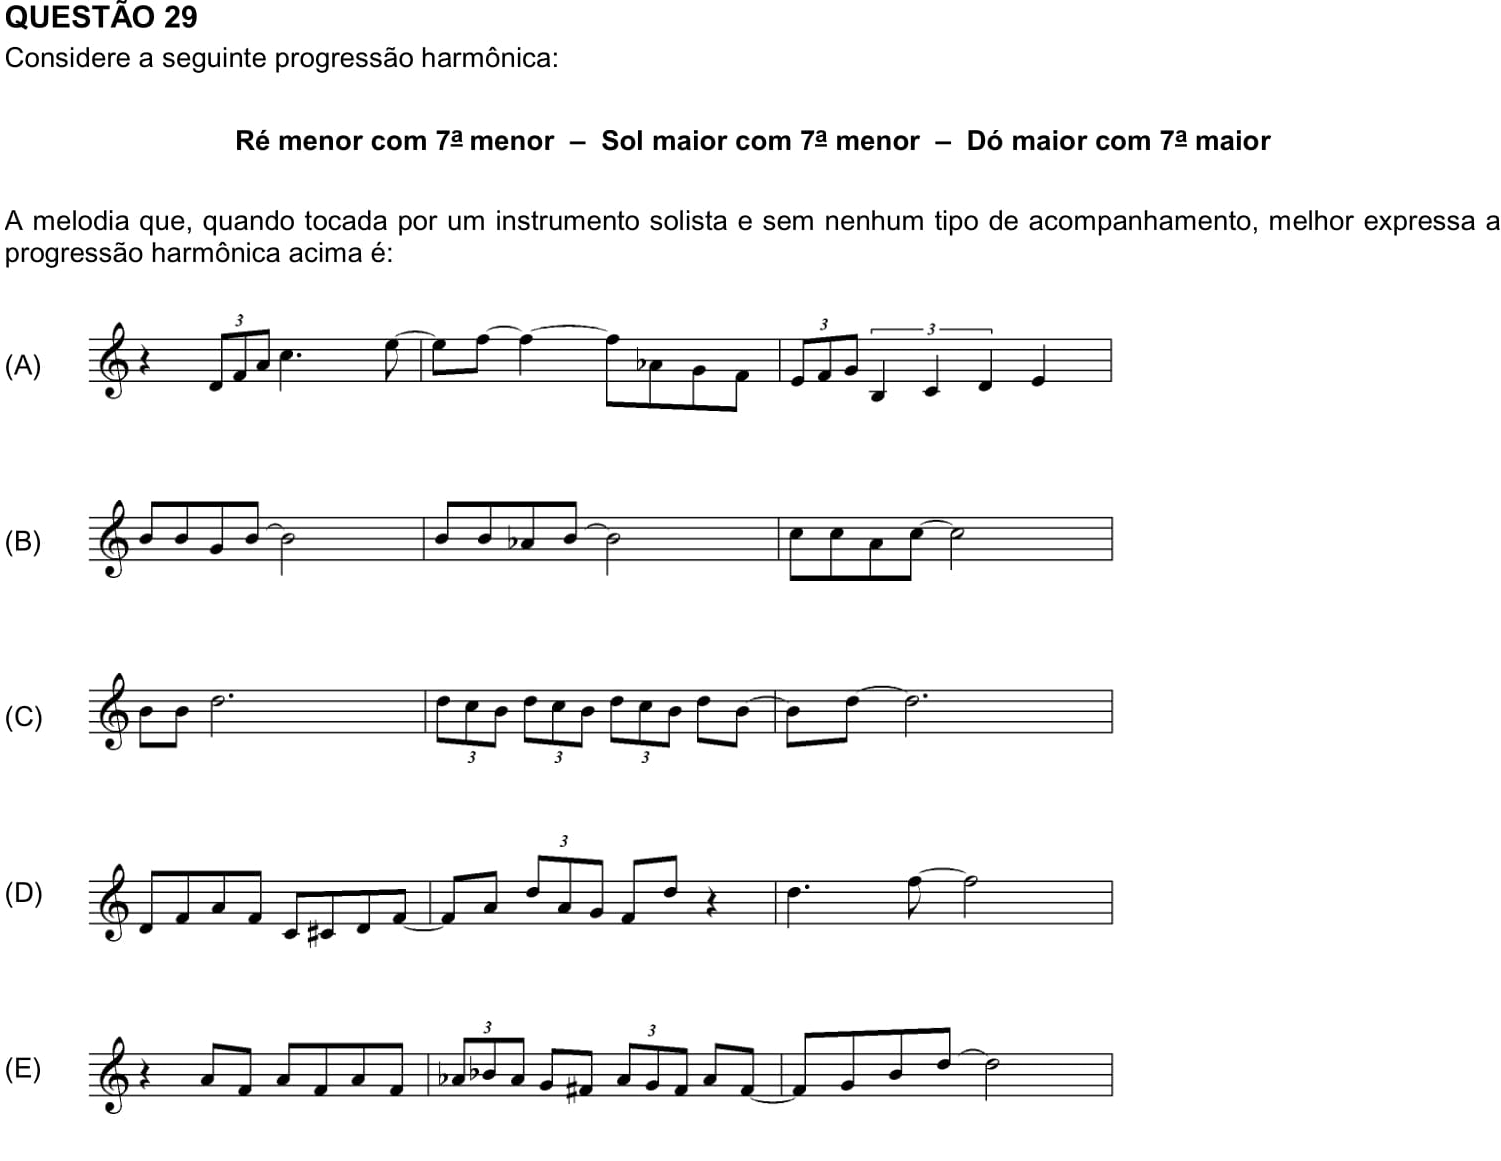 QUESTÃO 29
Considere a seguinte progressão harmônica:
Ré menor com 7ª menor – Sol maior com 7ª menor – Dó maior com 7ª maior
A melodia que, quando tocada por um instrumento solista e sem nenhum tipo de acompanhamento, melhor expressa a
progressão harmônica acima é:
3
3
3
(A)
(B)
(C)
3
3
3
3
(D)
3
3
(E)